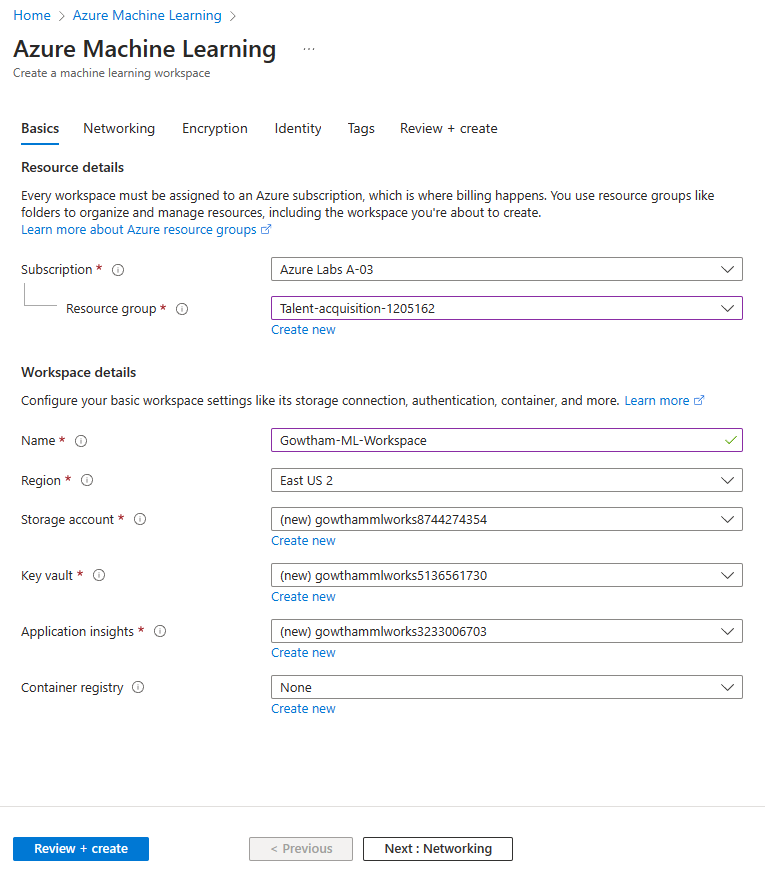 Home > Azure Machine Learning >
Azure Machine Learning ...
Create a machine learning workspace
Basics Networking Encryption Identity Tags Review + create
Resource details
Every workspace must be assigned to an Azure subscription, which is where billing happens. You use resource groups like
folders to organize and manage resources, including the workspace you're about to create.
Learn more about Azure resource groups
Subscription * Azure Labs A-03
Resource group * Talent-acquisition-1205162
Create new
Workspace details
Configure your basic workspace settings like its storage connection, authentication, container, and more. Learn more
Name * Gowtham-ML-Workspace
Region * East US 2
Storage account * (new) gowthammlworks8744274354
Create new
Key vault * (new) gowthammlworks5136561730
Create new
Application insights * (new) gowthammlworks3233006703
Create new
Container registry None
Create new
Review + create < Previous Next : Networking